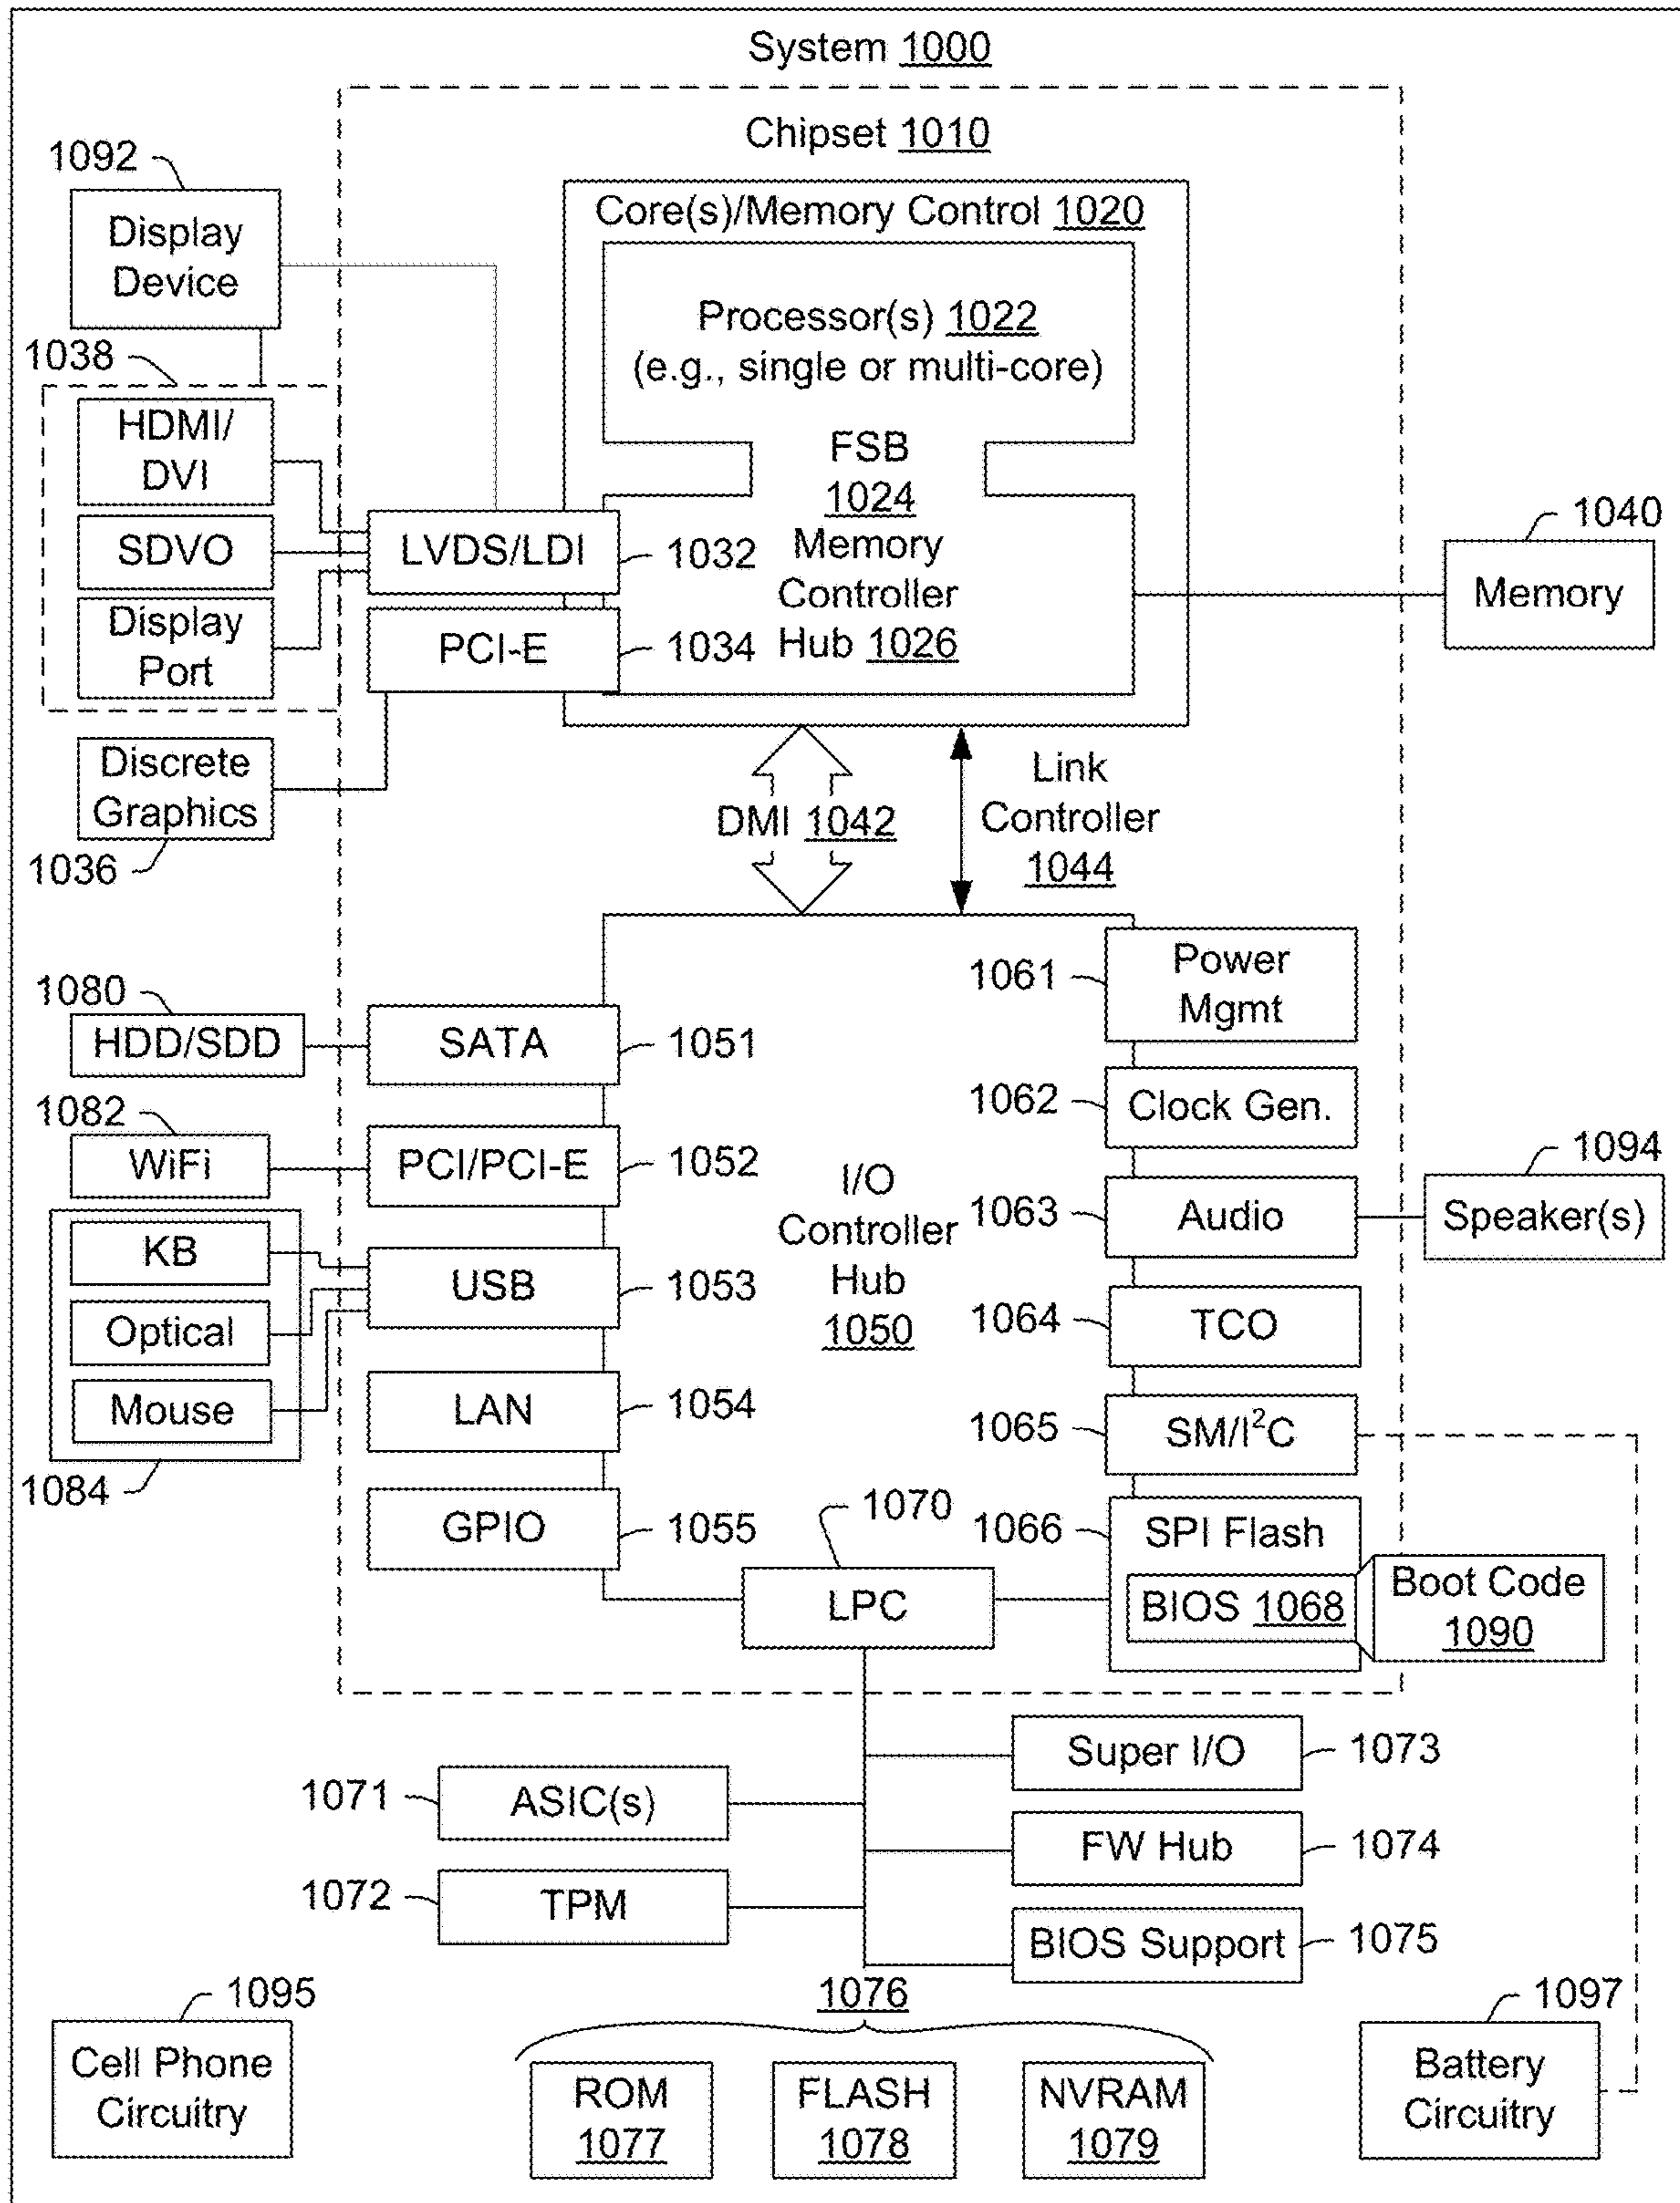 System 1000
Chipset 1010
1092
Display
Device
Core(s)/Memory Control 1020
Processor(s) 1022
(e.g., single or multi-core)
FSB
1024
Memory
Controller
Hub 1026
1038
HDMI/
DVI
SDVO
Display
Port
LVDS/LDI
1032
PCI-E
1034
1040
Memory
Discrete
Graphics
1036
DMI 1042
Link
Controller
1044
1080
HDD/SDD
SATA
1051
1082
WiFi
PCI/PCI-E
1052
KB
Optical
Mouse
1084
USB
1053
LAN
1054
GPIO
1055
I/O
Controller
Hub
1050
1061
Power
Mgmt
1062
Clock Gen.
1063
Audio
1094
Speaker(s)
1064
TCO
1065
SM/I²C
1066
SPI Flash
BIOS 1068
Boot Code
1090
1070
LPC
1071
ASIC(s)
1072
TPM
Super I/O
1073
FW Hub
1074
BIOS Support
1075
1095
Cell Phone
Circuitry
1076
ROM
1077
FLASH
1078
NVRAM
1079
1097
Battery
Circuitry